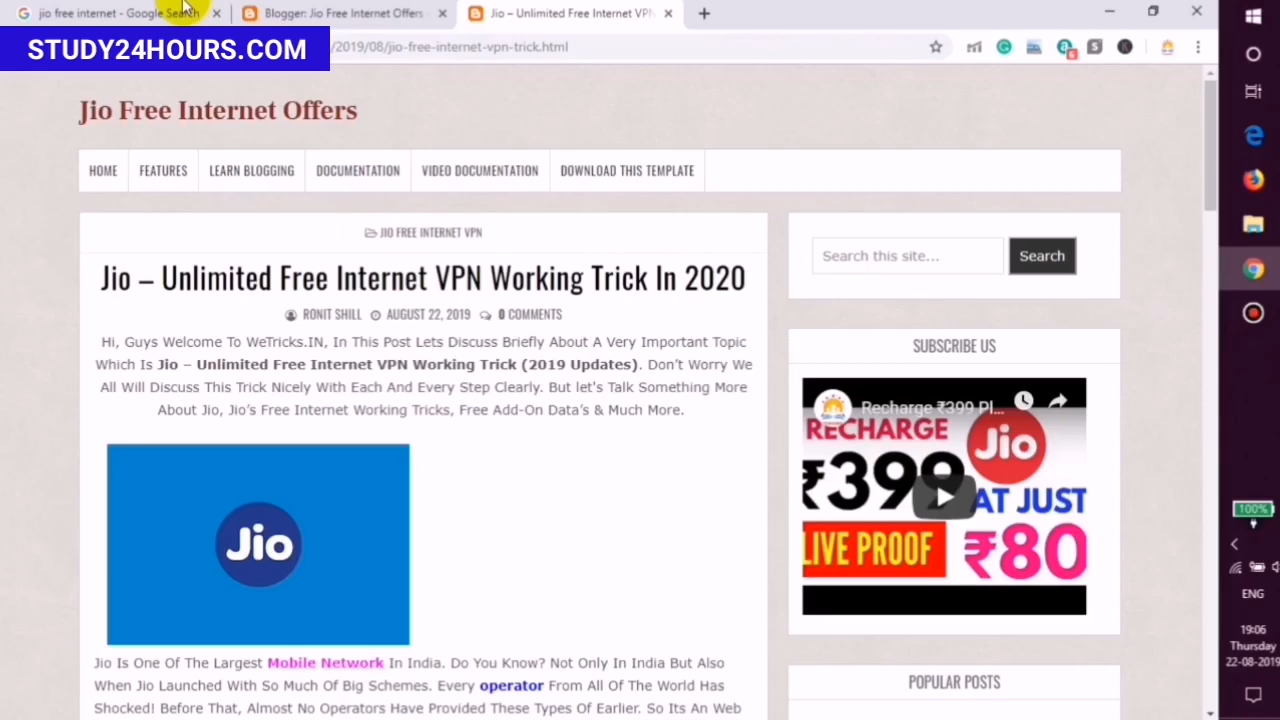 jio free internet - Google Search
Blogger: Jio Free Internet Offers
Jio – Unlimited Free Internet VPN
STUDY24HOURS.COM
/2019/08/jio-free-internet-vpn-trick.html
Jio Free Internet Offers
HOME FEATURES LEARN BLOGGING DOCUMENTATION VIDEO DOCUMENTATION DOWNLOAD THIS TEMPLATE
JIO FREE INTERNET VPN
Jio – Unlimited Free Internet VPN Working Trick In 2020
RONIT SHILL AUGUST 22, 2019 0 COMMENTS
Hi, Guys Welcome To WeTricks.IN, In This Post Lets Discuss Briefly About A Very Important Topic
Which Is Jio – Unlimited Free Internet VPN Working Trick (2019 Updates). Don't Worry We
All Will Discuss This Trick Nicely With Each And Every Step Clearly. But let's Talk Something More
About Jio, Jio's Free Internet Working Tricks, Free Add-On Data's & Much More.
Jio
Jio Is One Of The Largest Mobile Network In India. Do You Know? Not Only In India But Also
When Jio Launched With So Much Of Big Schemes. Every operator From All Of The World Has
Shocked! Before That, Almost No Operators Have Provided These Types Of Earlier. So Its An Web
Search this site...
Search
SUBSCRIBE US
Recharge ₹399 Pl...
RECHARGE
Jio
₹399
AT JUST
LIVE PROOF
₹80
POPULAR POSTS
100%
ENG
19:06
Thursday
22-08-2019